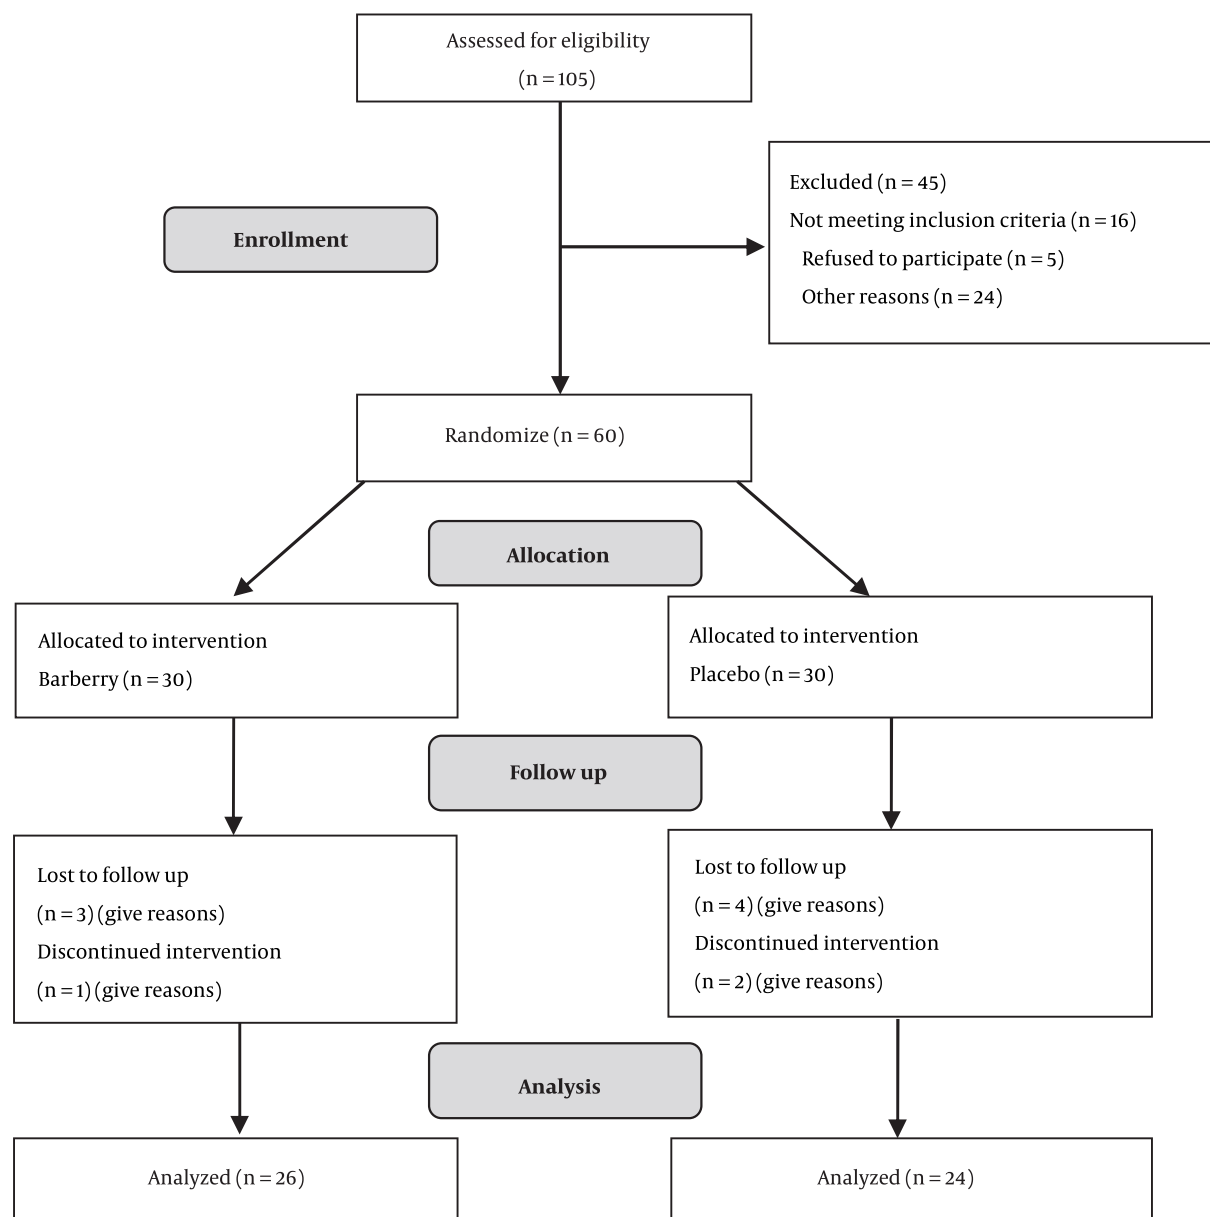 Assessed for eligibility
(n = 105)
Excluded (n = 45)
Not meeting inclusion criteria (n = 16)
Refused to participate (n = 5)
Other reasons (n = 24)
Enrollment
Randomize (n = 60)
Allocation
Allocated to intervention
Barberry (n = 30)
Allocated to intervention
Placebo (n = 30)
Follow up
Lost to follow up
(n = 3) (give reasons)
Discontinued intervention
(n = 1) (give reasons)
Lost to follow up
(n = 4) (give reasons)
Discontinued intervention
(n = 2) (give reasons)
Analysis
Analyzed (n = 26)
Analyzed (n = 24)